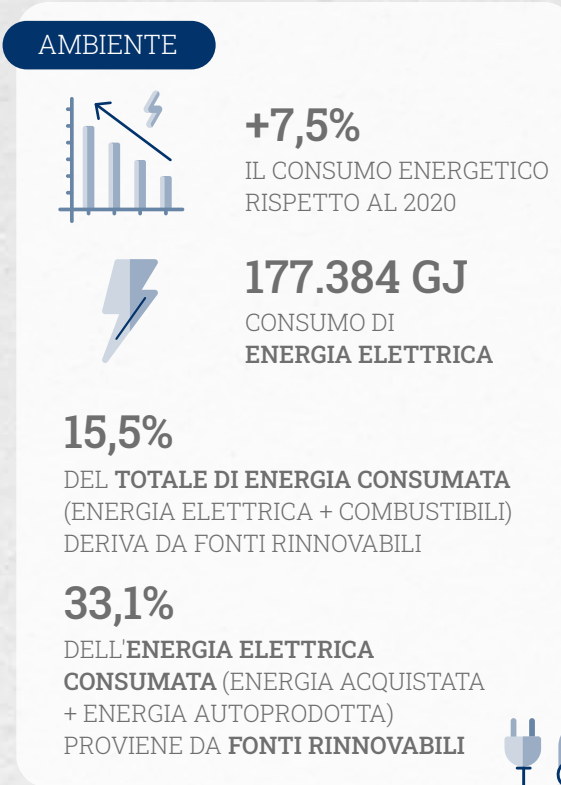 AMBIENTE
+7,5%
IL CONSUMO ENERGETICO
RISPETTO AL 2020
177.384 GJ
CONSUMO DI
ENERGIA ELETTRICA
15,5%
DEL TOTALE DI ENERGIA CONSUMATA
(ENERGIA ELETTRICA + COMBUSTIBILI)
DERIVA DA FONTI RINNOVABILI
33,1%
DELL'ENERGIA ELETTRICA
CONSUMATA (ENERGIA ACQUISTATA
+ ENERGIA AUTOPRODOTTA)
PROVIENE DA FONTI RINNOVABILI